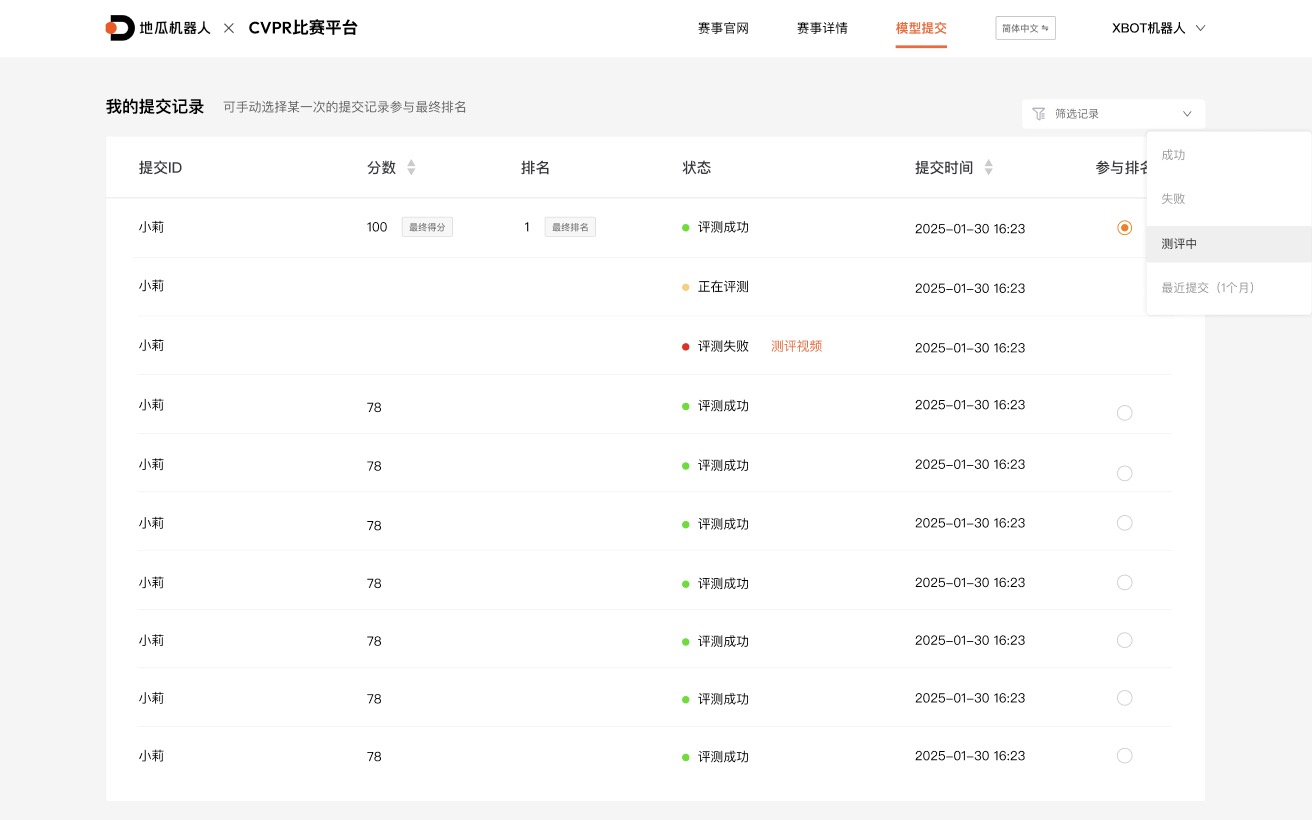 地瓜机器人 × CVPR比赛平台 赛事官网 赛事详情 模型提交 简体中文 ⇋ XBOT机器人
我的提交记录 可手动选择某一次的提交记录参与最终排名 筛选记录
提交ID 分数 排名 状态 提交时间 参与排名
成功
失败
测评中
最近提交（1个月）
小莉 100 最终得分 1 最终排名 评测成功 2025-01-30 16:23
小莉 正在评测 2025-01-30 16:23
小莉 评测失败 测评视频 2025-01-30 16:23
小莉 78 评测成功 2025-01-30 16:23
小莉 78 评测成功 2025-01-30 16:23
小莉 78 评测成功 2025-01-30 16:23
小莉 78 评测成功 2025-01-30 16:23
小莉 78 评测成功 2025-01-30 16:23
小莉 78 评测成功 2025-01-30 16:23
小莉 78 评测成功 2025-01-30 16:23